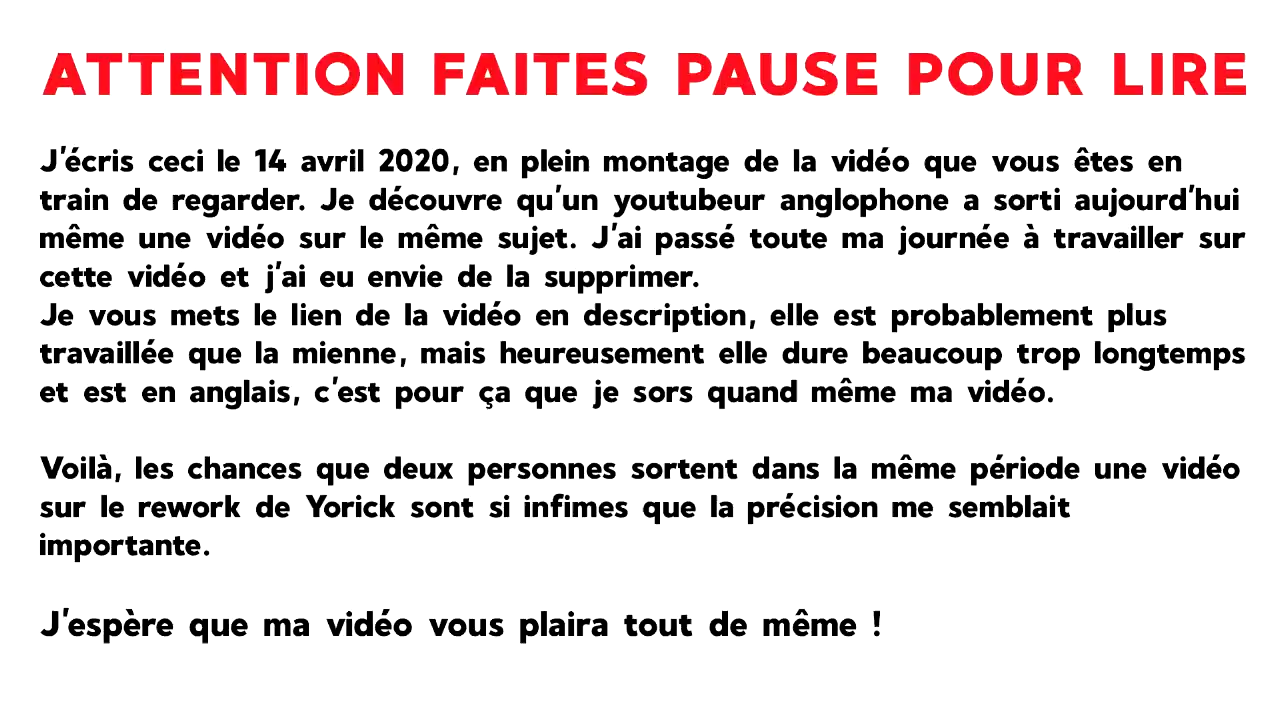 ATTENTION FAITES PAUSE POUR LIRE
J'écris ceci le 14 avril 2020, en plein montage de la vidéo que vous êtes en
train de regarder. Je découvre qu'un youtubeur anglophone a sorti aujourd'hui
même une vidéo sur le même sujet. J'ai passé toute ma journée à travailler sur
cette vidéo et j'ai eu envie de la supprimer.
Je vous mets le lien de la vidéo en description, elle est probablement plus
travaillée que la mienne, mais heureusement elle dure beaucoup trop longtemps
et est en anglais, c'est pour ça que je sors quand même ma vidéo.
Voilà, les chances que deux personnes sortent dans la même période une vidéo
sur le rework de Yorick sont si infimes que la précision me semblait
importante.
J'espère que ma vidéo vous plaira tout de même !